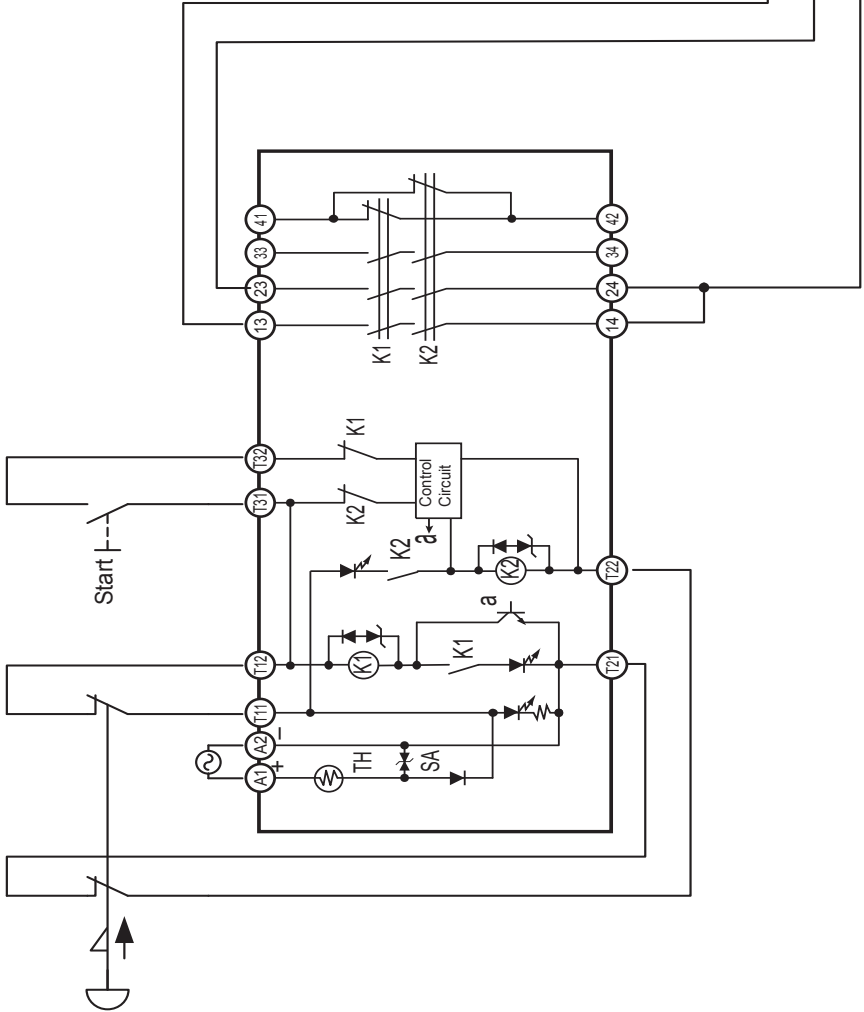 41
33
23
13
42
34
24
14
K1
K2
T32
T31
K1
K2
Control
Circuit
a
Start
K2
K2
T22
a
T12
K1
K1
T21
T11
A2
−
A1
+
TH
SA